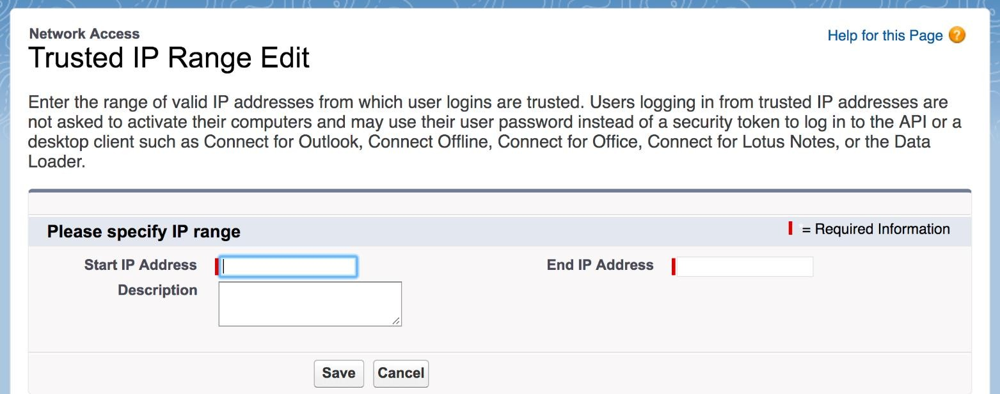 Network Access
Help for this Page ?
Trusted IP Range Edit
Enter the range of valid IP addresses from which user logins are trusted. Users logging in from trusted IP addresses are
not asked to activate their computers and may use their user password instead of a security token to log in to the API or a
desktop client such as Connect for Outlook, Connect Offline, Connect for Office, Connect for Lotus Notes, or the Data
Loader.
Please specify IP range
= Required Information
Start IP Address
End IP Address
Description
Save Cancel